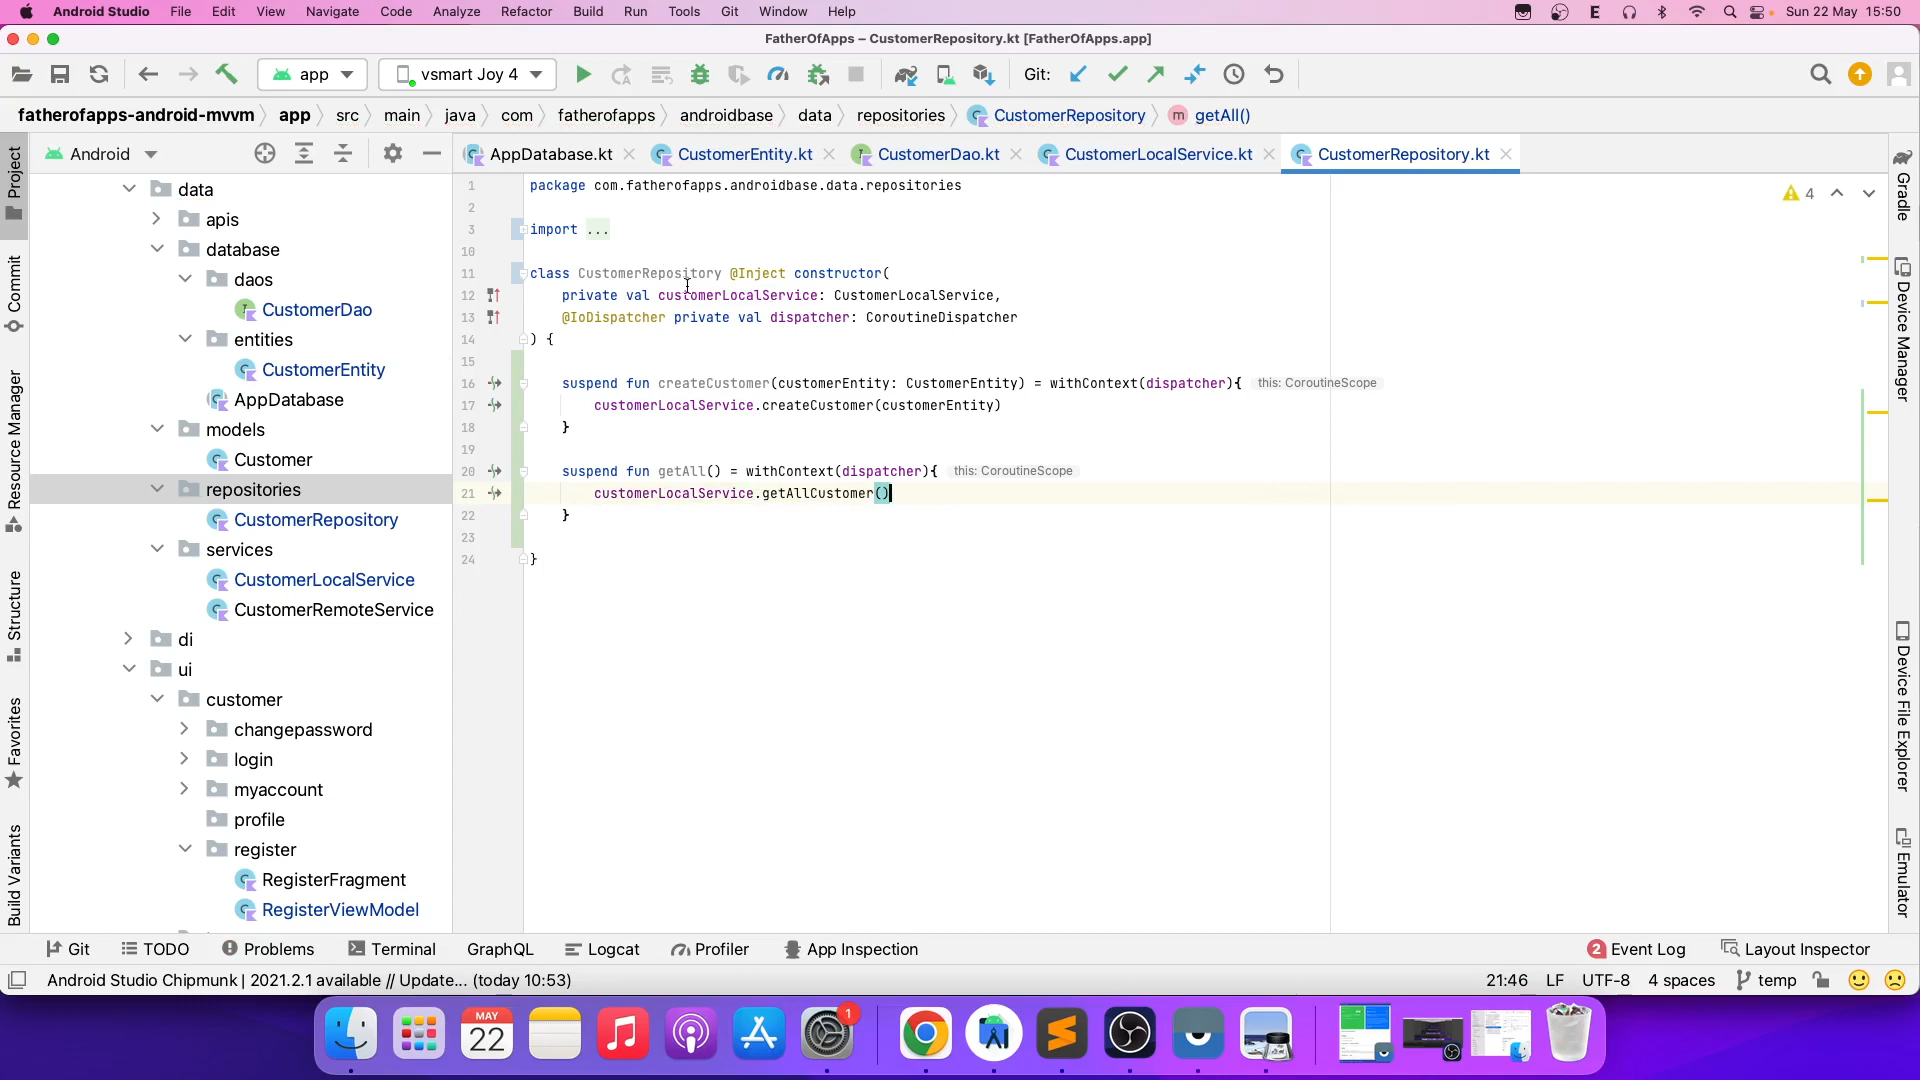 Android Studio File Edit View Navigate Code Analyze Refactor Build Run Tools Git Window Help E Sun 22 May 15:50
FatherOfApps – CustomerRepository.kt [FatherOfApps.app]
app vsmart Joy 4 Git:
fatherofapps-android-mvvm app src main java com fatherofapps androidbase data repositories CustomerRepository getAll()
Android AppDatabase.kt CustomerEntity.kt CustomerDao.kt CustomerLocalService.kt CustomerRepository.kt
Project
Commit
Resource Manager
Structure
Favorites
Build Variants
data
apis
database
daos
CustomerDao
entities
CustomerEntity
AppDatabase
models
Customer
repositories
CustomerRepository
services
CustomerLocalService
CustomerRemoteService
di
ui
customer
changepassword
login
myaccount
profile
register
RegisterFragment
RegisterViewModel
4
1 package com.fatherofapps.androidbase.data.repositories
2
3 import ...
10
11 class CustomerRepository @Inject constructor(
12 private val customerLocalService: CustomerLocalService,
13 @IoDispatcher private val dispatcher: CoroutineDispatcher
14 ) {
15
16 suspend fun createCustomer(customerEntity: CustomerEntity) = withContext(dispatcher){ this: CoroutineScope
17 customerLocalService.createCustomer(customerEntity)
18 }
19
20 suspend fun getAll() = withContext(dispatcher){ this: CoroutineScope
21 customerLocalService.getAllCustomer()
22 }
23
24 }
Gradle
Device Manager
Device File Explorer
Emulator
Git TODO Problems Terminal GraphQL Logcat Profiler App Inspection 2 Event Log Layout Inspector
Android Studio Chipmunk | 2021.2.1 available // Update... (today 10:53) 21:46 LF UTF-8 4 spaces temp
MAY
22
1